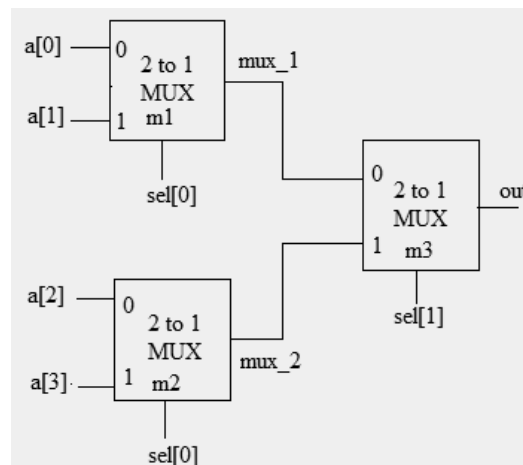 a[0]
0
2 to 1
MUX
m1
mux_1
a[1]
1
sel[0]
0
2 to 1
MUX
m3
out
1
sel[1]
a[2]
0
2 to 1
MUX
m2
mux_2
a[3]
1
sel[0]